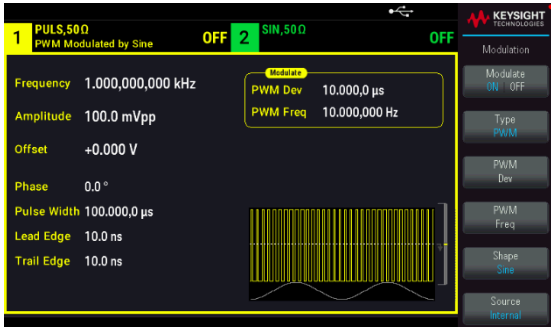 1 PULS,50Ω
PWM Modulated by Sine OFF
2 SIN,50Ω OFF
KEYSIGHT
TECHNOLOGIES
Modulation
Frequency 1.000,000,000 kHz
Amplitude 100.0 mVpp
Offset +0.000 V
Phase 0.0 °
Pulse Width 100.000,0 µs
Lead Edge 10.0 ns
Trail Edge 10.0 ns
Modulate
PWM Dev 10.000,0 µs
PWM Freq 10.000,000 Hz
Modulate
ON | OFF
Type
PWM
PWM
Dev
PWM
Freq
Shape
Sine
Source
Internal